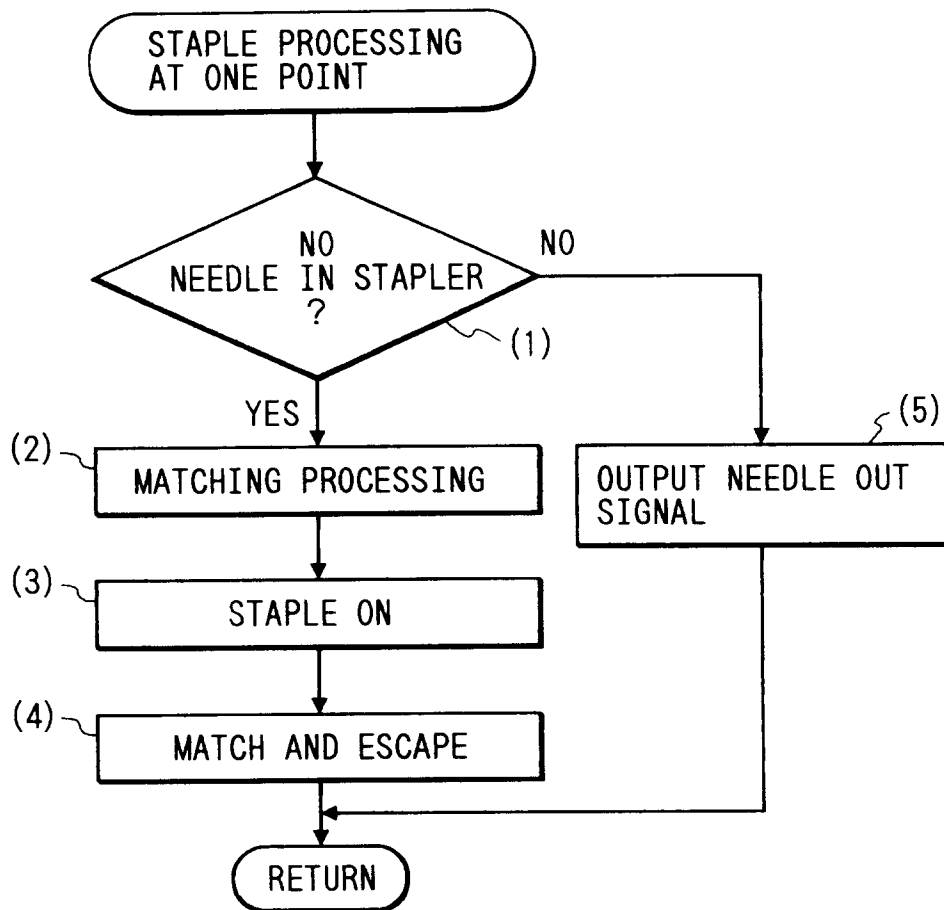 STAPLE PROCESSING
AT ONE POINT
NO
NEEDLE IN STAPLER
?
NO
(1)
YES
(2)
MATCHING PROCESSING
(5)
OUTPUT NEEDLE OUT
SIGNAL
(3)
STAPLE ON
(4)
MATCH AND ESCAPE
RETURN